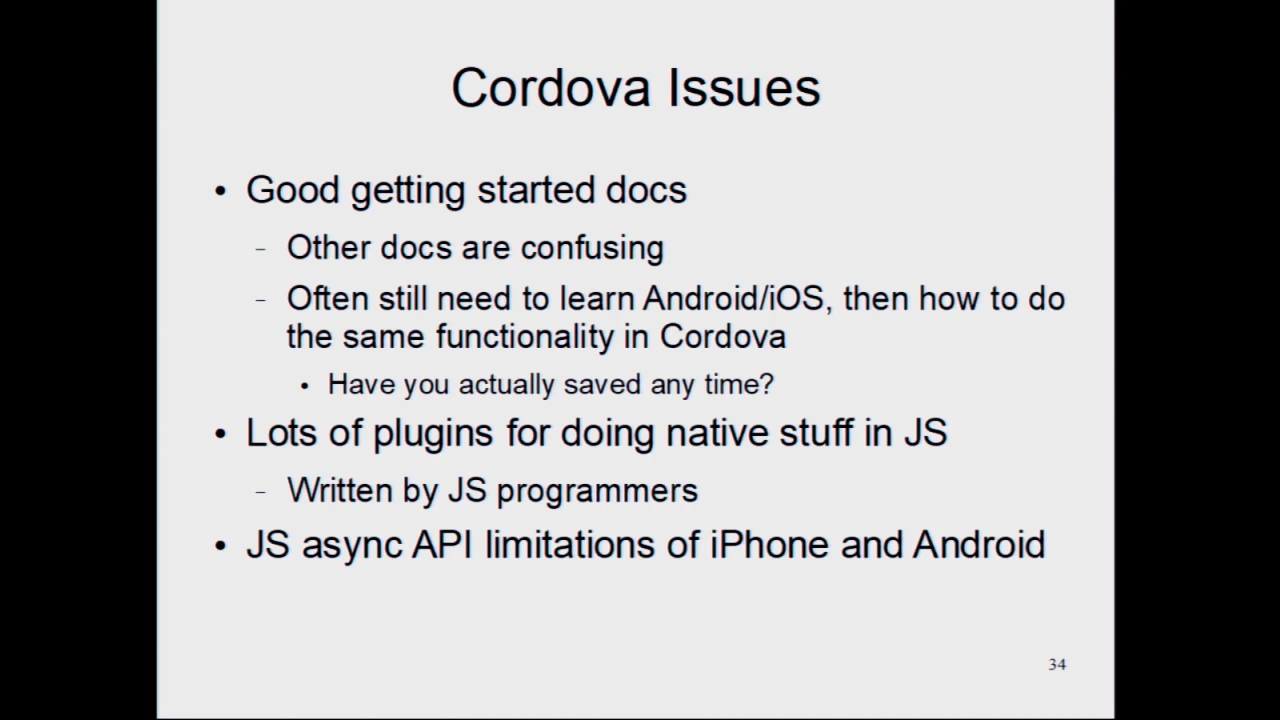 Cordova Issues
• Good getting started docs
– Other docs are confusing
– Often still need to learn Android/iOS, then how to do
the same functionality in Cordova
• Have you actually saved any time?
• Lots of plugins for doing native stuff in JS
– Written by JS programmers
• JS async API limitations of iPhone and Android
34